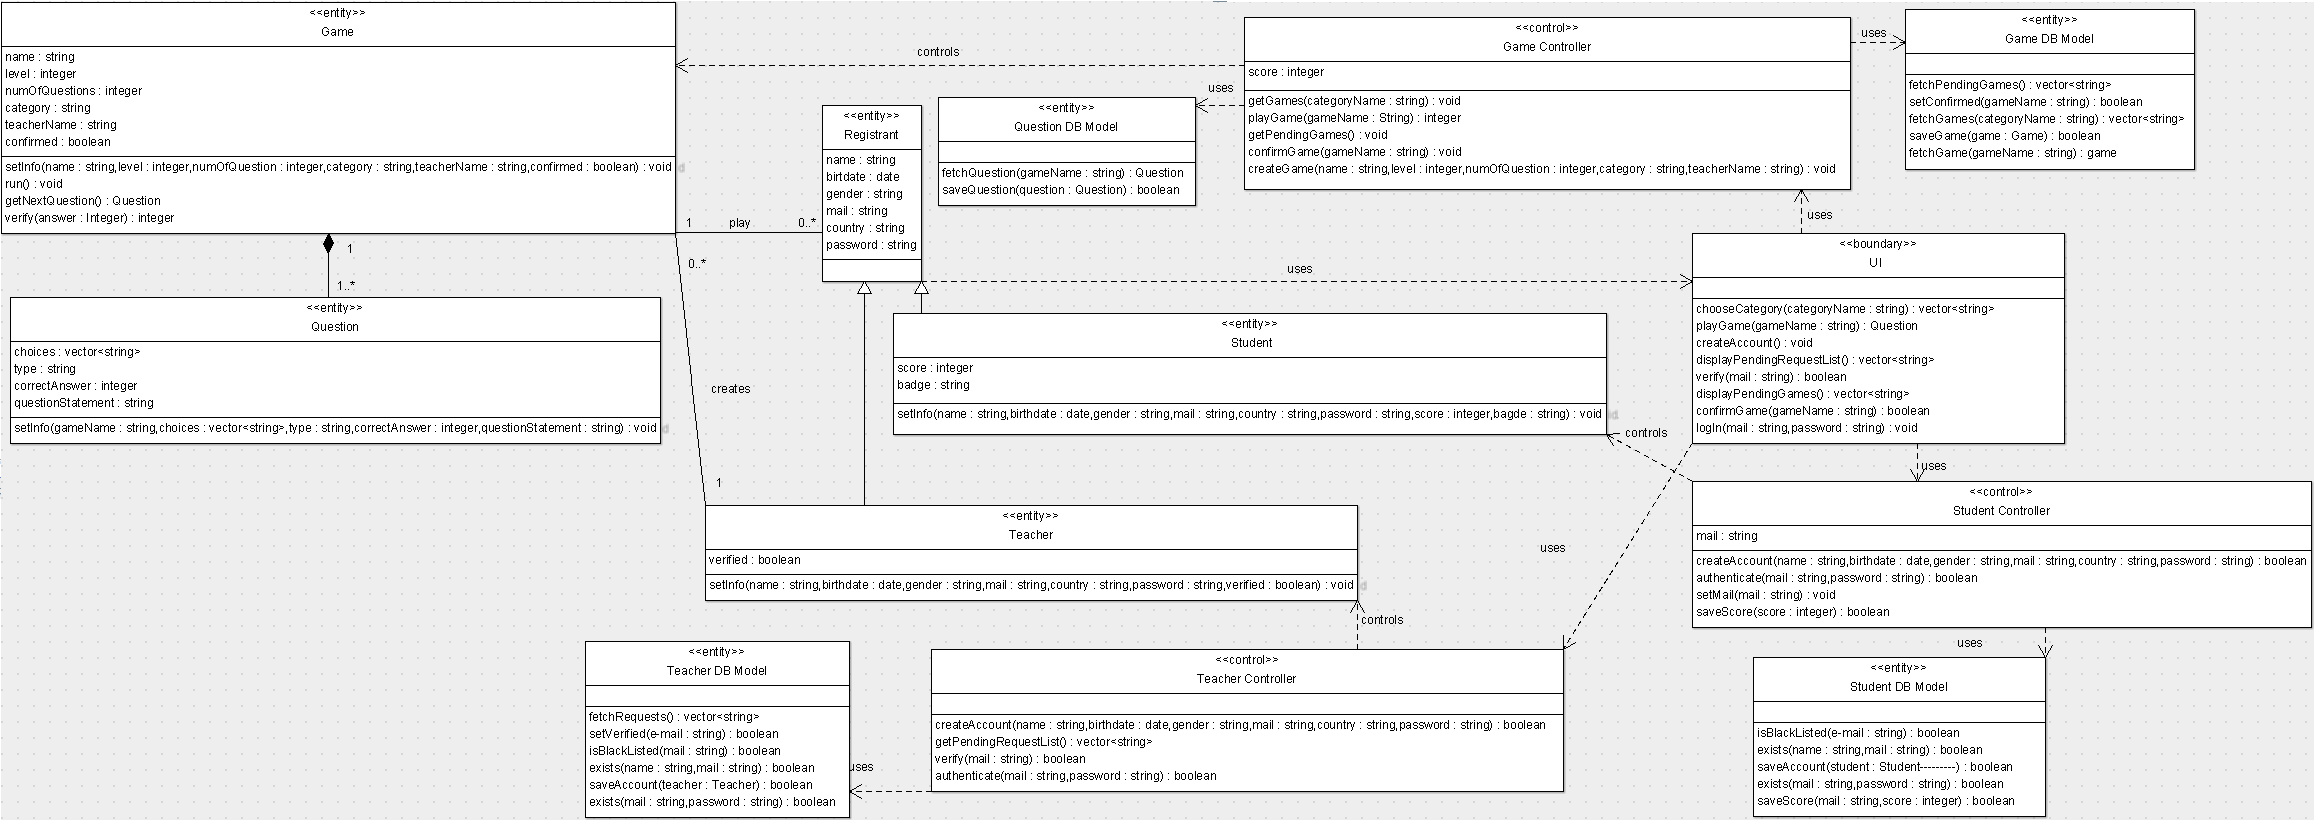 <<entity>>
Game
name : string
level : integer
numOfQuestions : integer
category : string
teacherName : string
confirmed : boolean
setInfo(name : string,level : integer,numOfQuestion : integer,category : string,teacherName : string,confirmed : boolean) : void
run() : void
getNextQuestion() : Question
verify(answer : Integer) : integer
controls
<<control>>
Game Controller
score : integer
getGames(categoryName : string) : void
playGame(gameName : String) : integer
getPendingGames() : void
confirmGame(gameName : string) : void
createGame(name : string,level : integer,numOfQuestion : integer,category : string,teacherName : string) : void
uses
<<entity>>
Game DB Model
fetchPendingGames() : vector<string>
setConfirmed(gameName : string) : boolean
fetchGames(categoryName : string) : vector<string>
saveGame(game : Game) : boolean
fetchGame(gameName : string) : game
uses
<<entity>>
Question DB Model
fetchQuestion(gameName : string) : Question
saveQuestion(question : Question) : boolean
<<entity>>
Registrant
name : string
birtdate : date
gender : string
mail : string
country : string
password : string
1
play
0..*
1
1..*
0..*
creates
1
uses
uses
<<entity>>
Question
choices : vector<string>
type : string
correctAnswer : integer
questionStatement : string
setInfo(gameName : string,choices : vector<string>,type : string,correctAnswer : integer,questionStatement : string) : void
<<entity>>
Student
score : integer
badge : string
setInfo(name : string,birthdate : date,gender : string,mail : string,country : string,password : string,score : integer,bagde : string) : void
<<boundary>>
UI
chooseCategory(categoryName : string) : vector<string>
playGame(gameName : string) : Question
createAccount() : void
displayPendingRequestList() : vector<string>
verify(mail : string) : boolean
displayPendingGames() : vector<string>
confirmGame(gameName : string) : boolean
logIn(mail : string,password : string) : void
controls
uses
<<control>>
Student Controller
mail : string
createAccount(name : string,birthdate : date,gender : string,mail : string,country : string,password : string) : boolean
authenticate(mail : string,password : string) : boolean
setMail(mail : string) : void
saveScore(score : integer) : boolean
<<entity>>
Teacher
verified : boolean
setInfo(name : string,birthdate : date,gender : string,mail : string,country : string,password : string,verified : boolean) : void
uses
controls
uses
<<entity>>
Teacher DB Model
fetchRequests() : vector<string>
setVerified(e-mail : string) : boolean
isBlackListed(mail : string) : boolean
exists(name : string,mail : string) : boolean
saveAccount(teacher : Teacher) : boolean
exists(mail : string,password : string) : boolean
uses
<<control>>
Teacher Controller
createAccount(name : string,birthdate : date,gender : string,mail : string,country : string,password : string) : boolean
getPendingRequestList() : vector<string>
verify(mail : string) : boolean
authenticate(mail : string,password : string) : boolean
<<entity>>
Student DB Model
isBlackListed(e-mail : string) : boolean
exists(name : string,mail : string) : boolean
saveAccount(student : Student---------) : boolean
exists(mail : string,password : string) : boolean
saveScore(mail : string,score : integer) : boolean